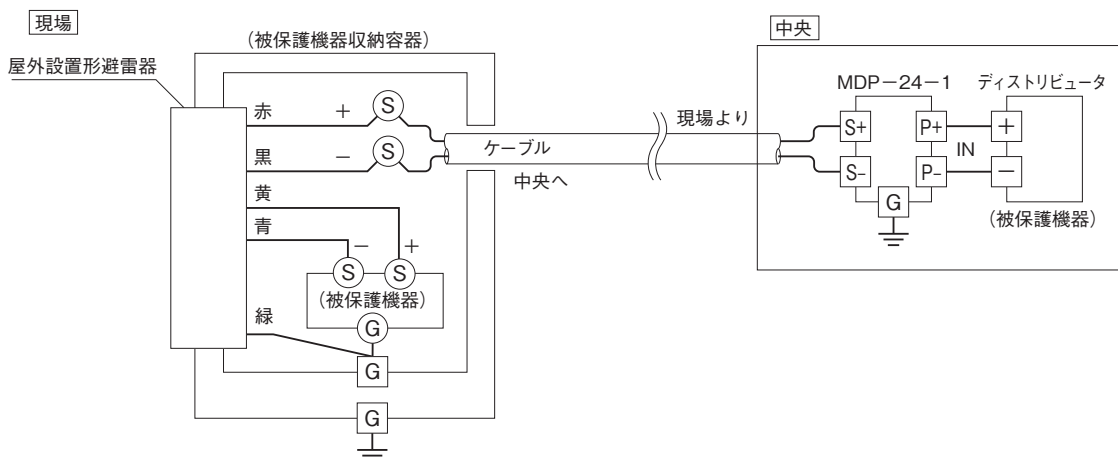 現場
(被保護機器収納容器)
屋外設置形避雷器
赤
+
S
黒
−
S
ケーブル
中央へ
現場より
黄
青
−
+
S
S
(被保護機器)
G
緑
G
G
中央
MDP−24−1
ディストリビュータ
S+
P+
+
IN
S−
P−
−
G
(被保護機器)